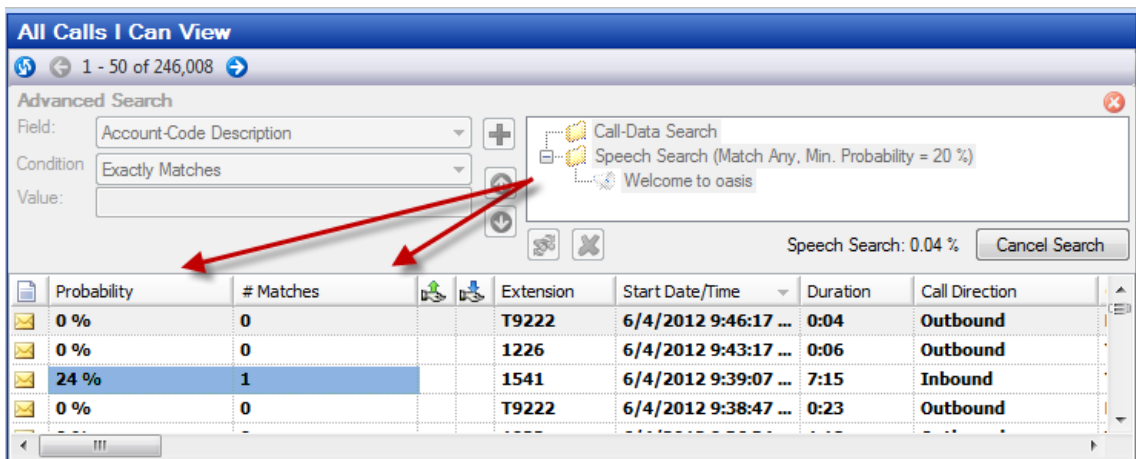 All Calls I Can View
1 - 50 of 246,008
Advanced Search
Field: Account-Code Description
Condition Exactly Matches
Value:
Call-Data Search
Speech Search (Match Any, Min. Probability = 20 %)
Welcome to oasis
Speech Search: 0.04 % Cancel Search
Probability # Matches Extension Start Date/Time Duration Call Direction
0 % 0 T9222 6/4/2012 9:46:17 ... 0:04 Outbound
0 % 0 1226 6/4/2012 9:43:17 ... 0:06 Outbound
24 % 1 1541 6/4/2012 9:39:07 ... 7:15 Inbound
0 % 0 T9222 6/4/2012 9:38:47 ... 0:23 Outbound